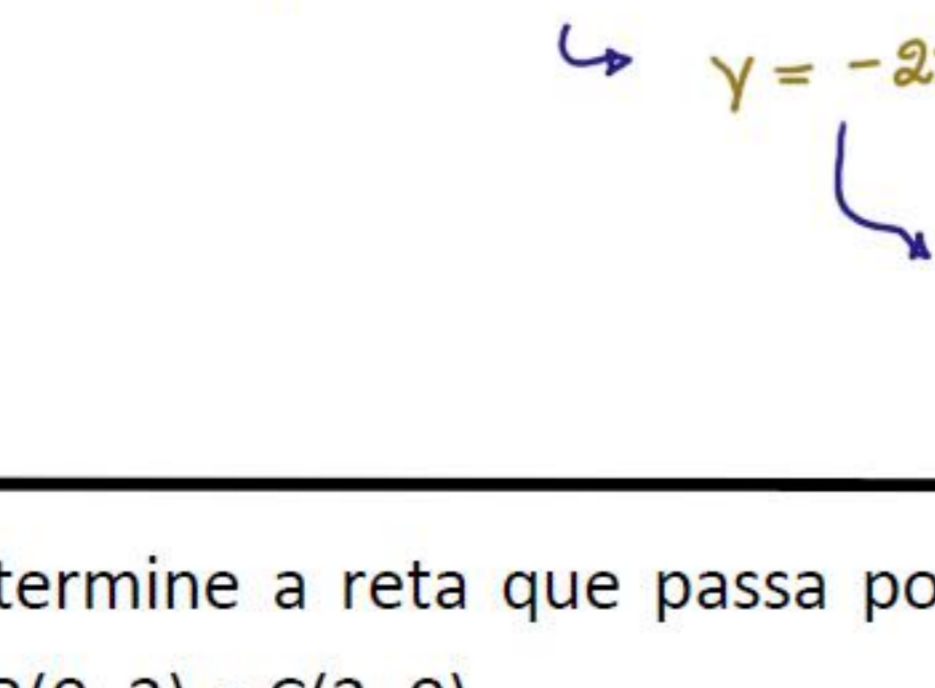 y = -2
termine a reta que passa po